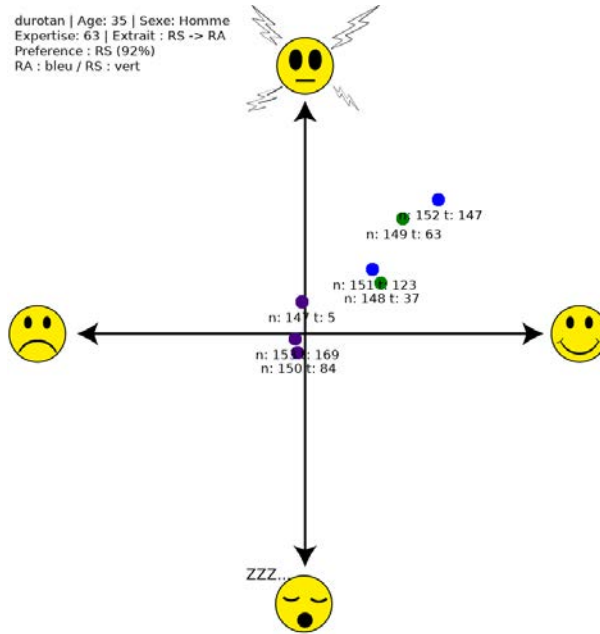 durotan | Age: 35 | Sexe: Homme
Expertise: 63 | Extrait : RS -> RA
Preference : RS (92%)
RA : bleu / RS : vert
n: 152 t: 147
n: 149 t: 63
n: 151 t: 123
n: 148 t: 37
n: 147 t: 5
n: 153 t: 169
n: 150 t: 84
ZZZ...